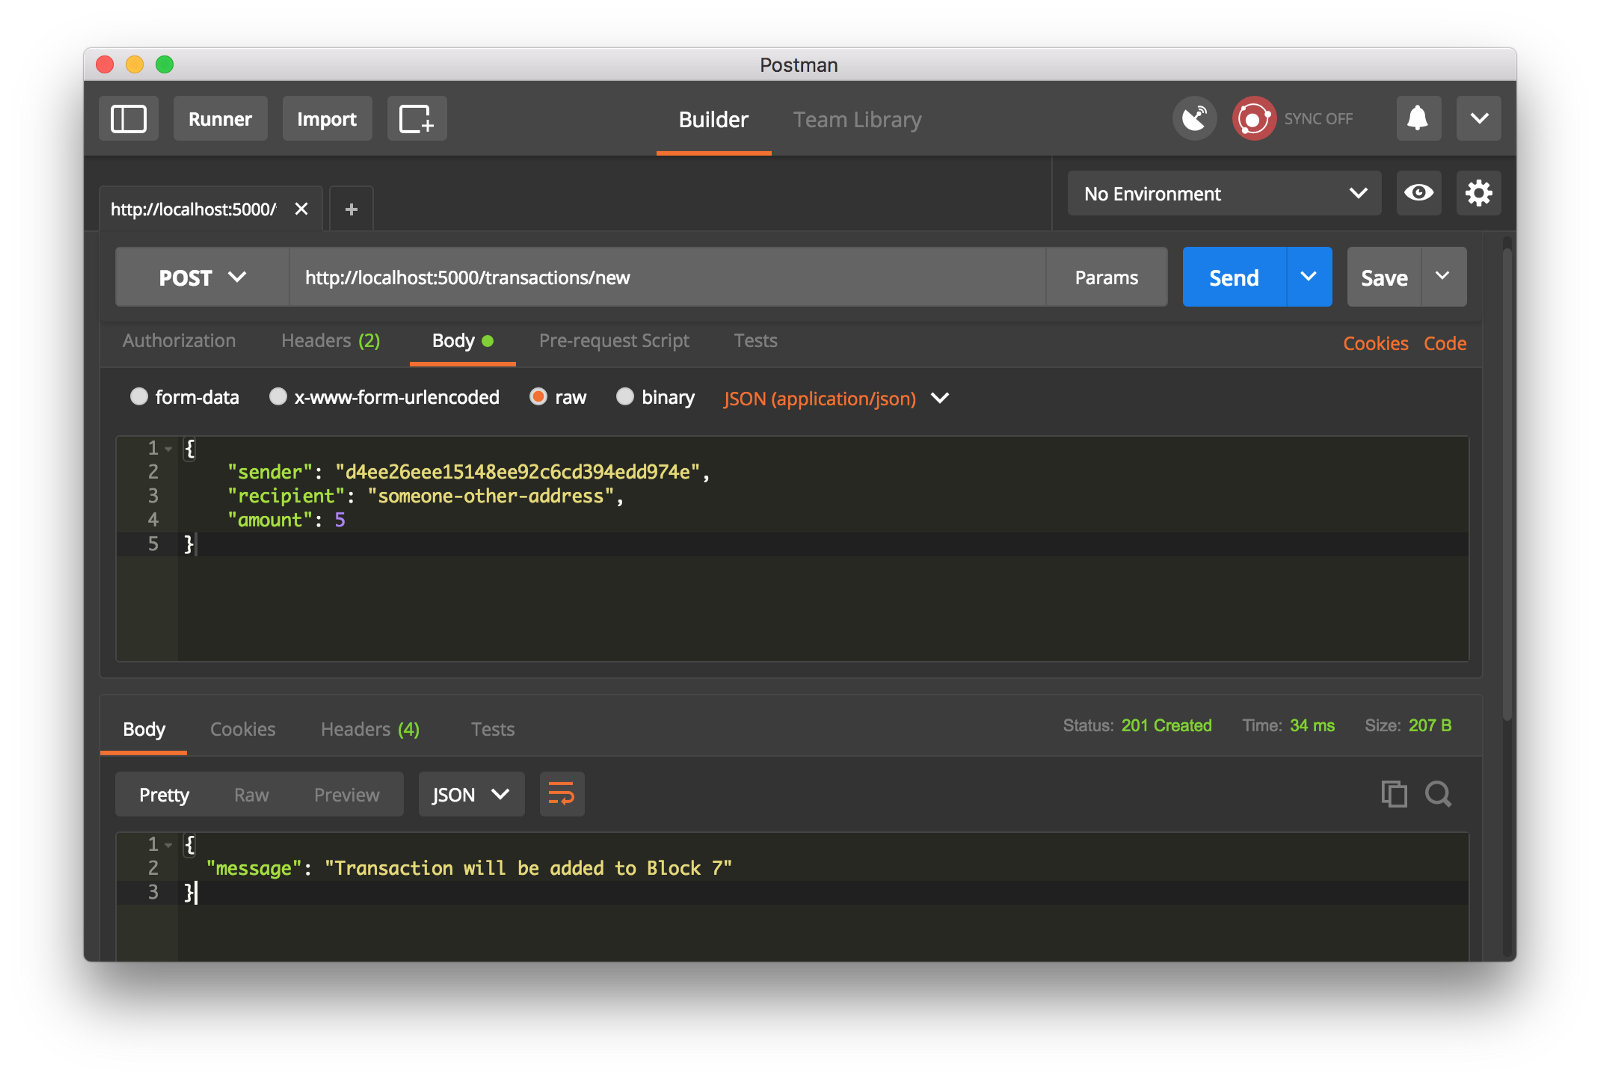 Postman
Runner Import Builder Team Library SYNC OFF
http://localhost:5000/ No Environment
POST http://localhost:5000/transactions/new Params Send Save
Authorization Headers (2) Body Pre-request Script Tests Cookies Code
form-data x-www-form-urlencoded raw binary JSON (application/json)
1 {
2 "sender": "d4ee26eee15148ee92c6cd394edd974e",
3 "recipient": "someone-other-address",
4 "amount": 5
5 }
Body Cookies Headers (4) Tests Status: 201 Created Time: 34 ms Size: 207 B
Pretty Raw Preview JSON
1 {
2 "message": "Transaction will be added to Block 7"
3 }